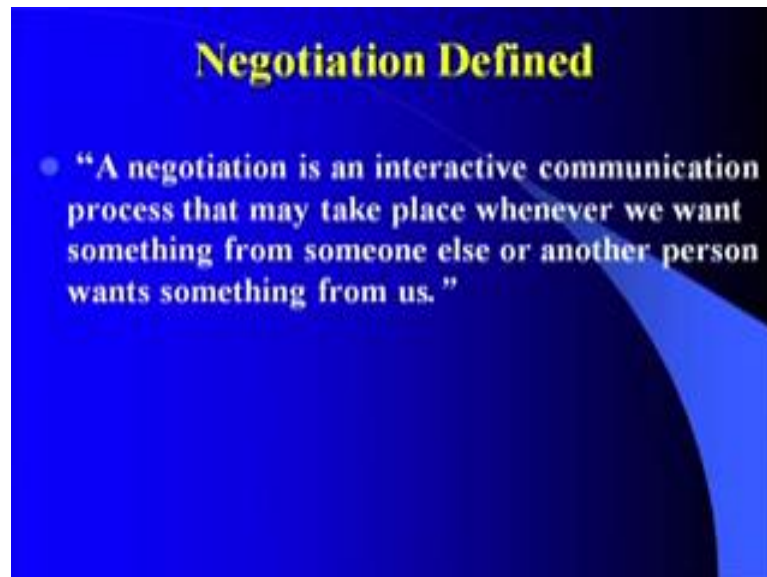 Negotiation Defined
“A negotiation is an interactive communication
process that may take place whenever we want
something from someone else or another person
wants something from us.”